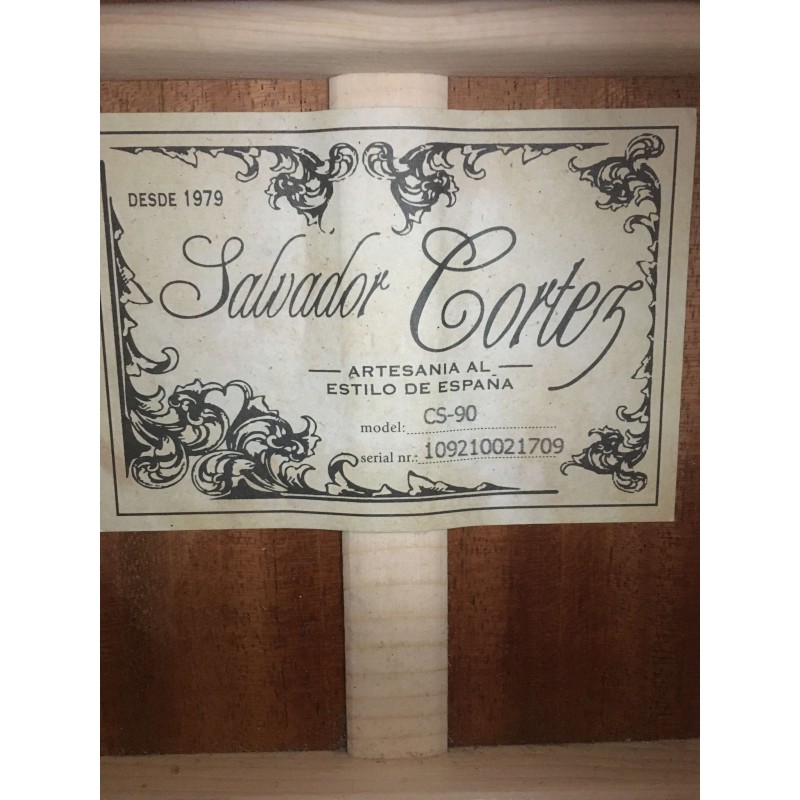 DESDE 1979
Salvador Cortez
ARTESANIA AL
ESTILO DE ESPAÑA
model: CS-90
serial nr.: 109210021709